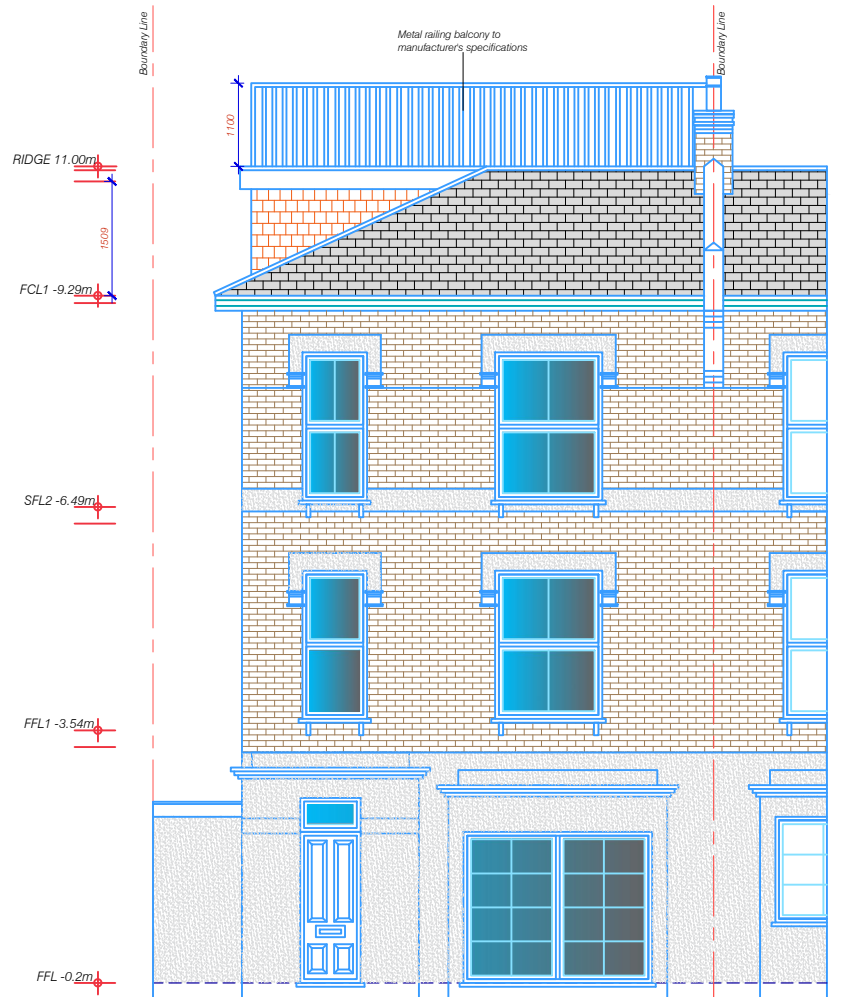 Boundary Line
Metal railing balcony to
manufacturer's specifications
Boundary Line
1100
RIDGE 11.00m
1509
FCL1 -9.29m
SFL2 -6.49m
FFL1 -3.54m
FFL -0.2m